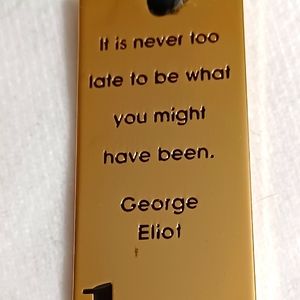 It is never too
late to be what
you might
have been.
George
Eliot